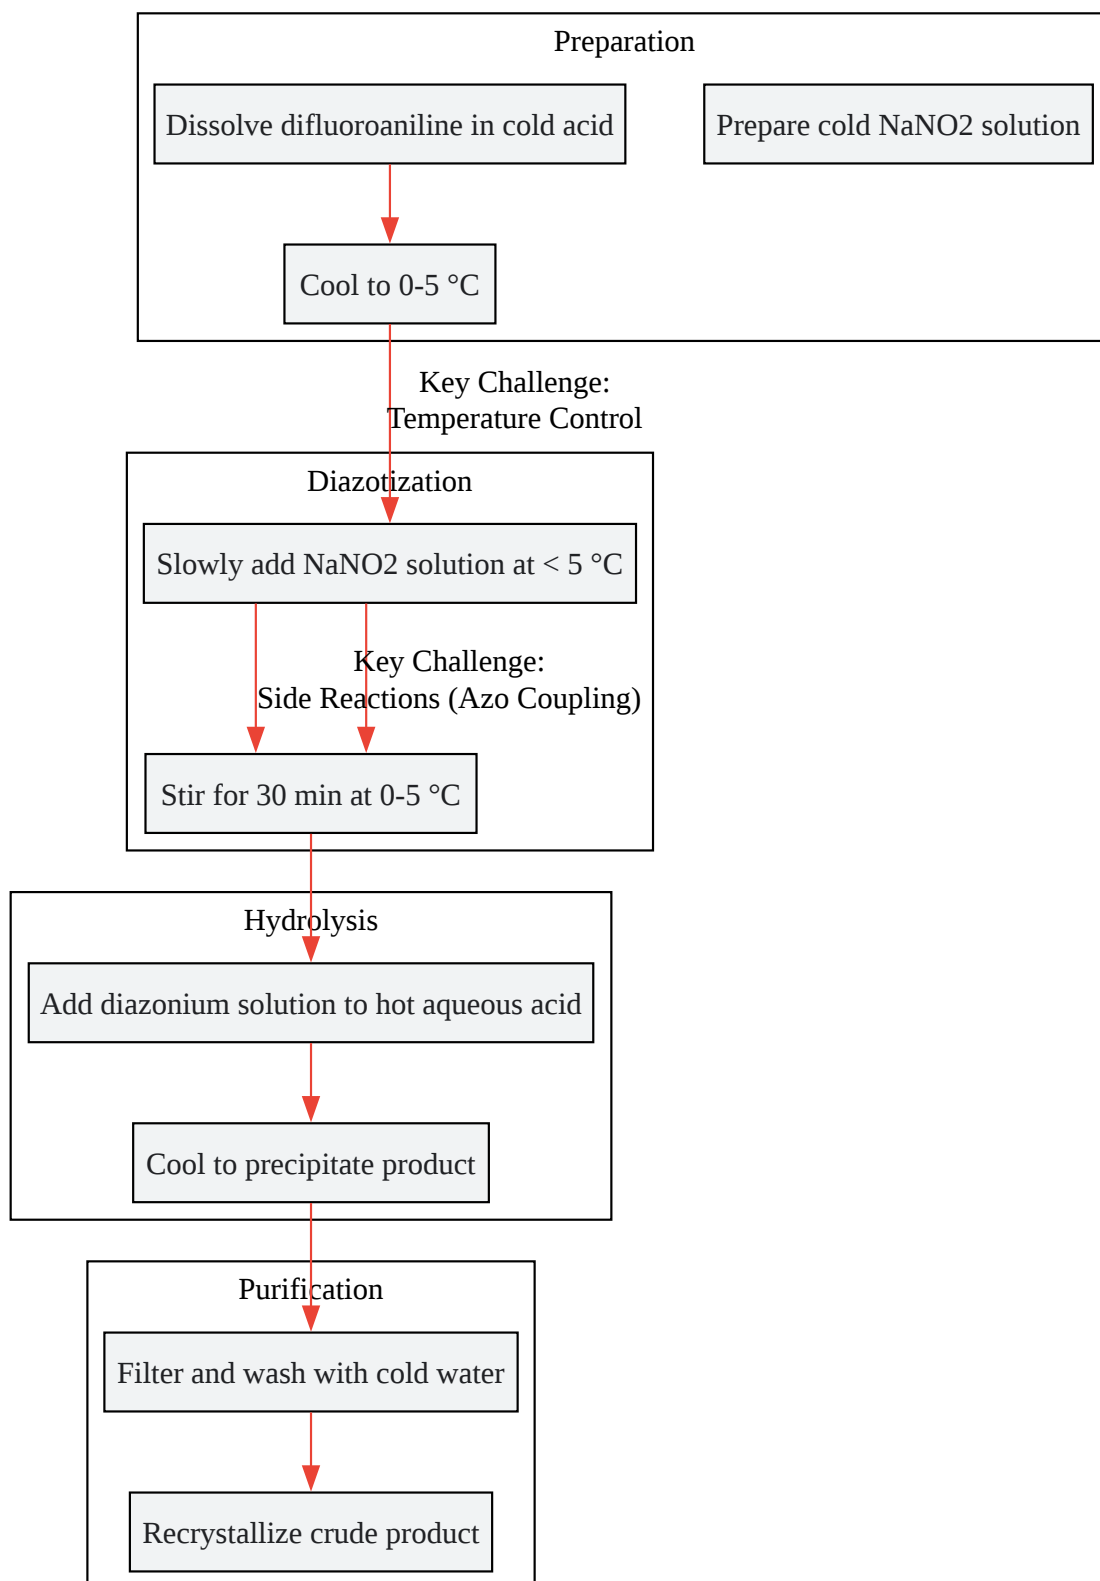 Preparation
Dissolve difluoroaniline in cold acid
Prepare cold NaNO2 solution
Cool to 0-5 °C
Key Challenge:
Temperature Control
Diazotization
Slowly add NaNO2 solution at < 5 °C
Key Challenge:
Side Reactions (Azo Coupling)
Stir for 30 min at 0-5 °C
Hydrolysis
Add diazonium solution to hot aqueous acid
Cool to precipitate product
Purification
Filter and wash with cold water
Recrystallize crude product